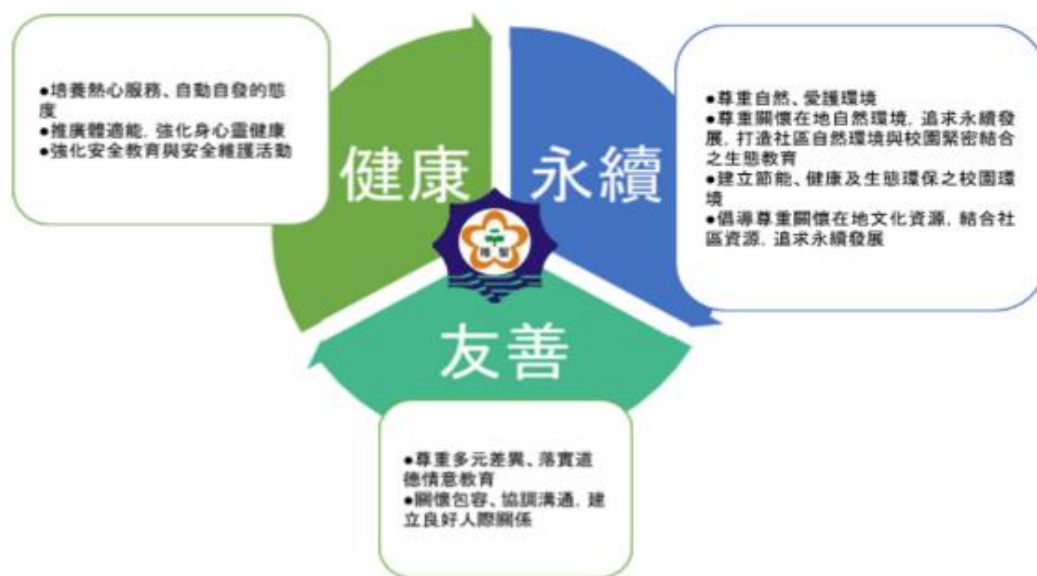 ●培養熱心服務、自動自發的態
度
●推廣體適能，強化身心靈健康
●強化安全教育與安全維護活動
健康
永續
●尊重自然、愛護環境
●尊重關懷在地自然環境，追求永續發
展，打造社區自然環境與校園緊密結合
之生態教育
●建立節能、健康及生態環保之校園環
境
●倡導尊重關懷在地文化資源，結合社
區資源，追求永續發展
友善
●尊重多元差異、落實道
德情意教育
●關懷包容、協調溝通，建
立良好人際關係